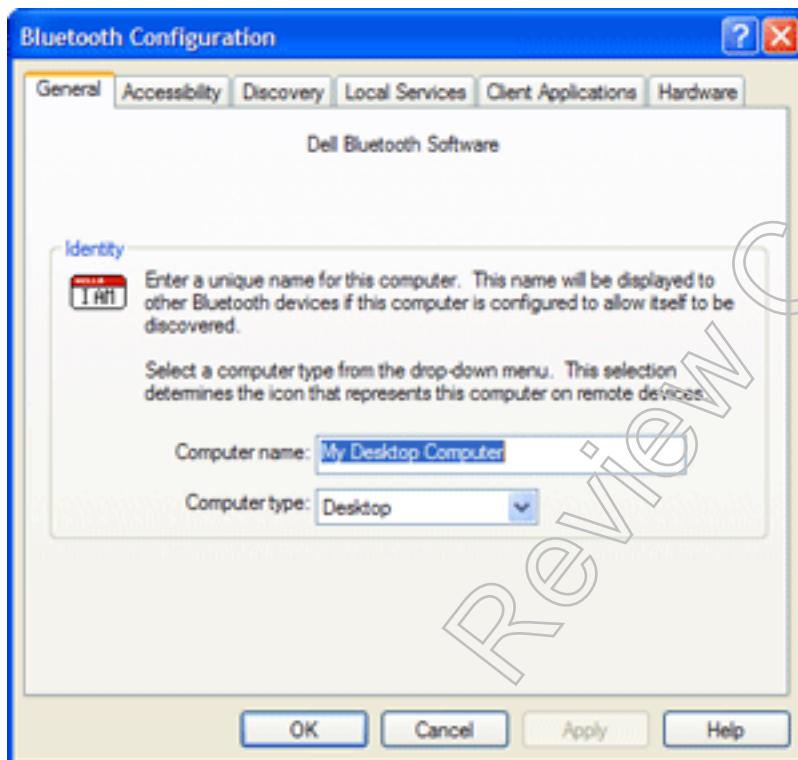 Bluetooth Configuration
General Accessibility Discovery Local Services Client Applications Hardware
Dell Bluetooth Software
Identity
HELLO
I AM
Enter a unique name for this computer. This name will be displayed to
other Bluetooth devices if this computer is configured to allow itself to be
discovered.
Select a computer type from the drop-down menu. This selection
determines the icon that represents this computer on remote devices.
Computer name: My Desktop Computer
Computer type: Desktop
OK Cancel Apply Help
Review C